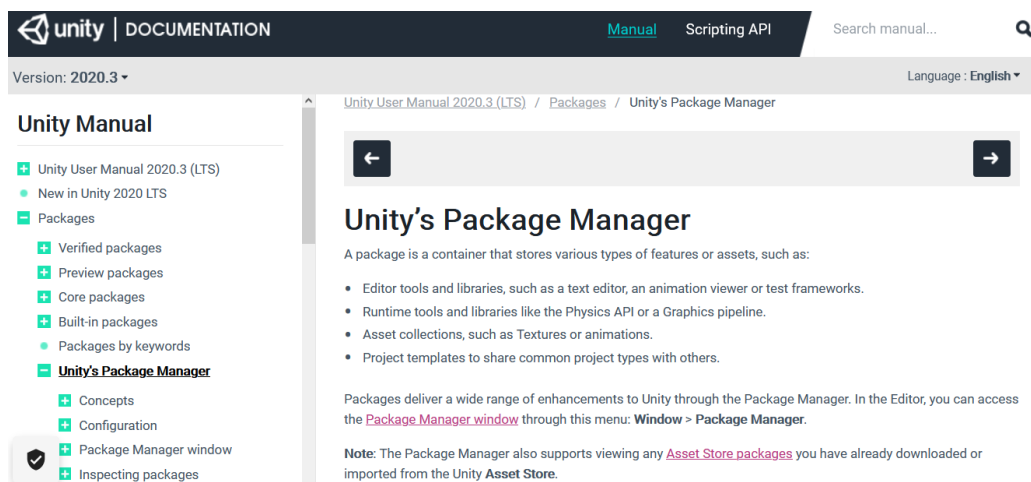 unity | DOCUMENTATION
Manual
Scripting API
Search manual...
Version: 2020.3
Language : English
Unity Manual
Unity User Manual 2020.3 (LTS)
New in Unity 2020 LTS
Packages
Verified packages
Preview packages
Core packages
Built-in packages
Packages by keywords
Unity's Package Manager
Concepts
Configuration
Package Manager window
Inspecting packages
Unity User Manual 2020.3 (LTS) / Packages / Unity's Package Manager
Unity's Package Manager
A package is a container that stores various types of features or assets, such as:
• Editor tools and libraries, such as a text editor, an animation viewer or test frameworks.
• Runtime tools and libraries like the Physics API or a Graphics pipeline.
• Asset collections, such as Textures or animations.
• Project templates to share common project types with others.
Packages deliver a wide range of enhancements to Unity through the Package Manager. In the Editor, you can access
the Package Manager window through this menu: Window > Package Manager.
Note: The Package Manager also supports viewing any Asset Store packages you have already downloaded or
imported from the Unity Asset Store.